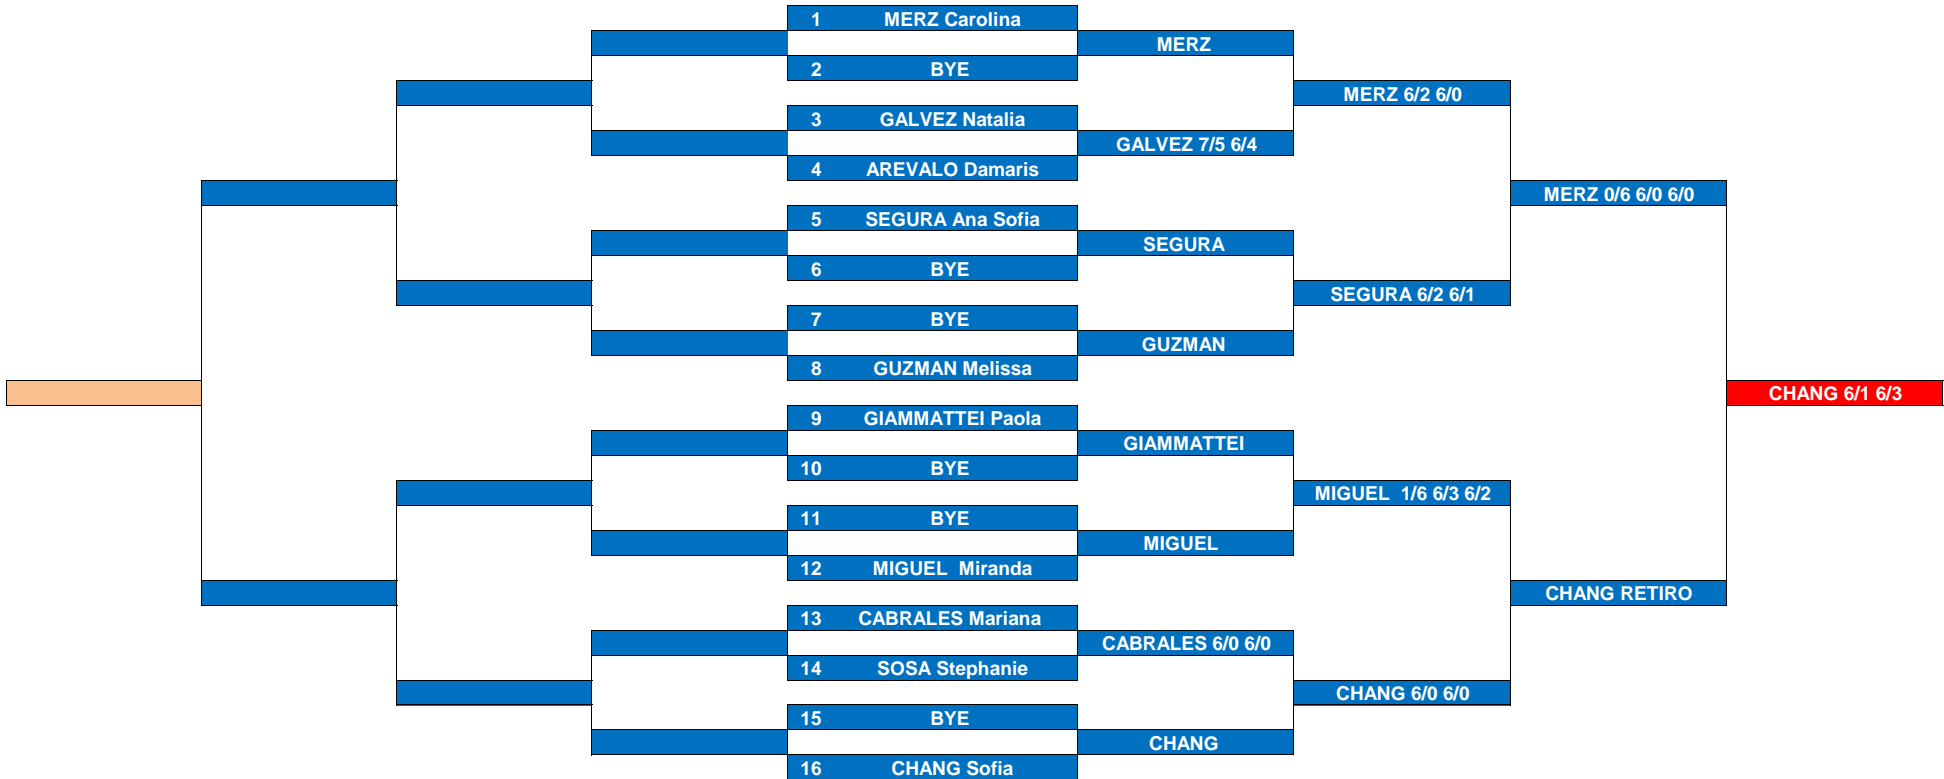 1 MERZ Carolina
MERZ
2 BYE
MERZ 6/2 6/0
3 GALVEZ Natalia
GALVEZ 7/5 6/4
4 AREVALO Damaris
MERZ 0/6 6/0 6/0
5 SEGURA Ana Sofia
SEGURA
6 BYE
SEGURA 6/2 6/1
7 BYE
GUZMAN
8 GUZMAN Melissa
CHANG 6/1 6/3
9 GIAMMATTEI Paola
GIAMMATTEI
10 BYE
MIGUEL 1/6 6/3 6/2
11 BYE
MIGUEL
12 MIGUEL Miranda
CHANG RETIRO
13 CABRALES Mariana
CABRALES 6/0 6/0
14 SOSA Stephanie
CHANG 6/0 6/0
15 BYE
CHANG
16 CHANG Sofia